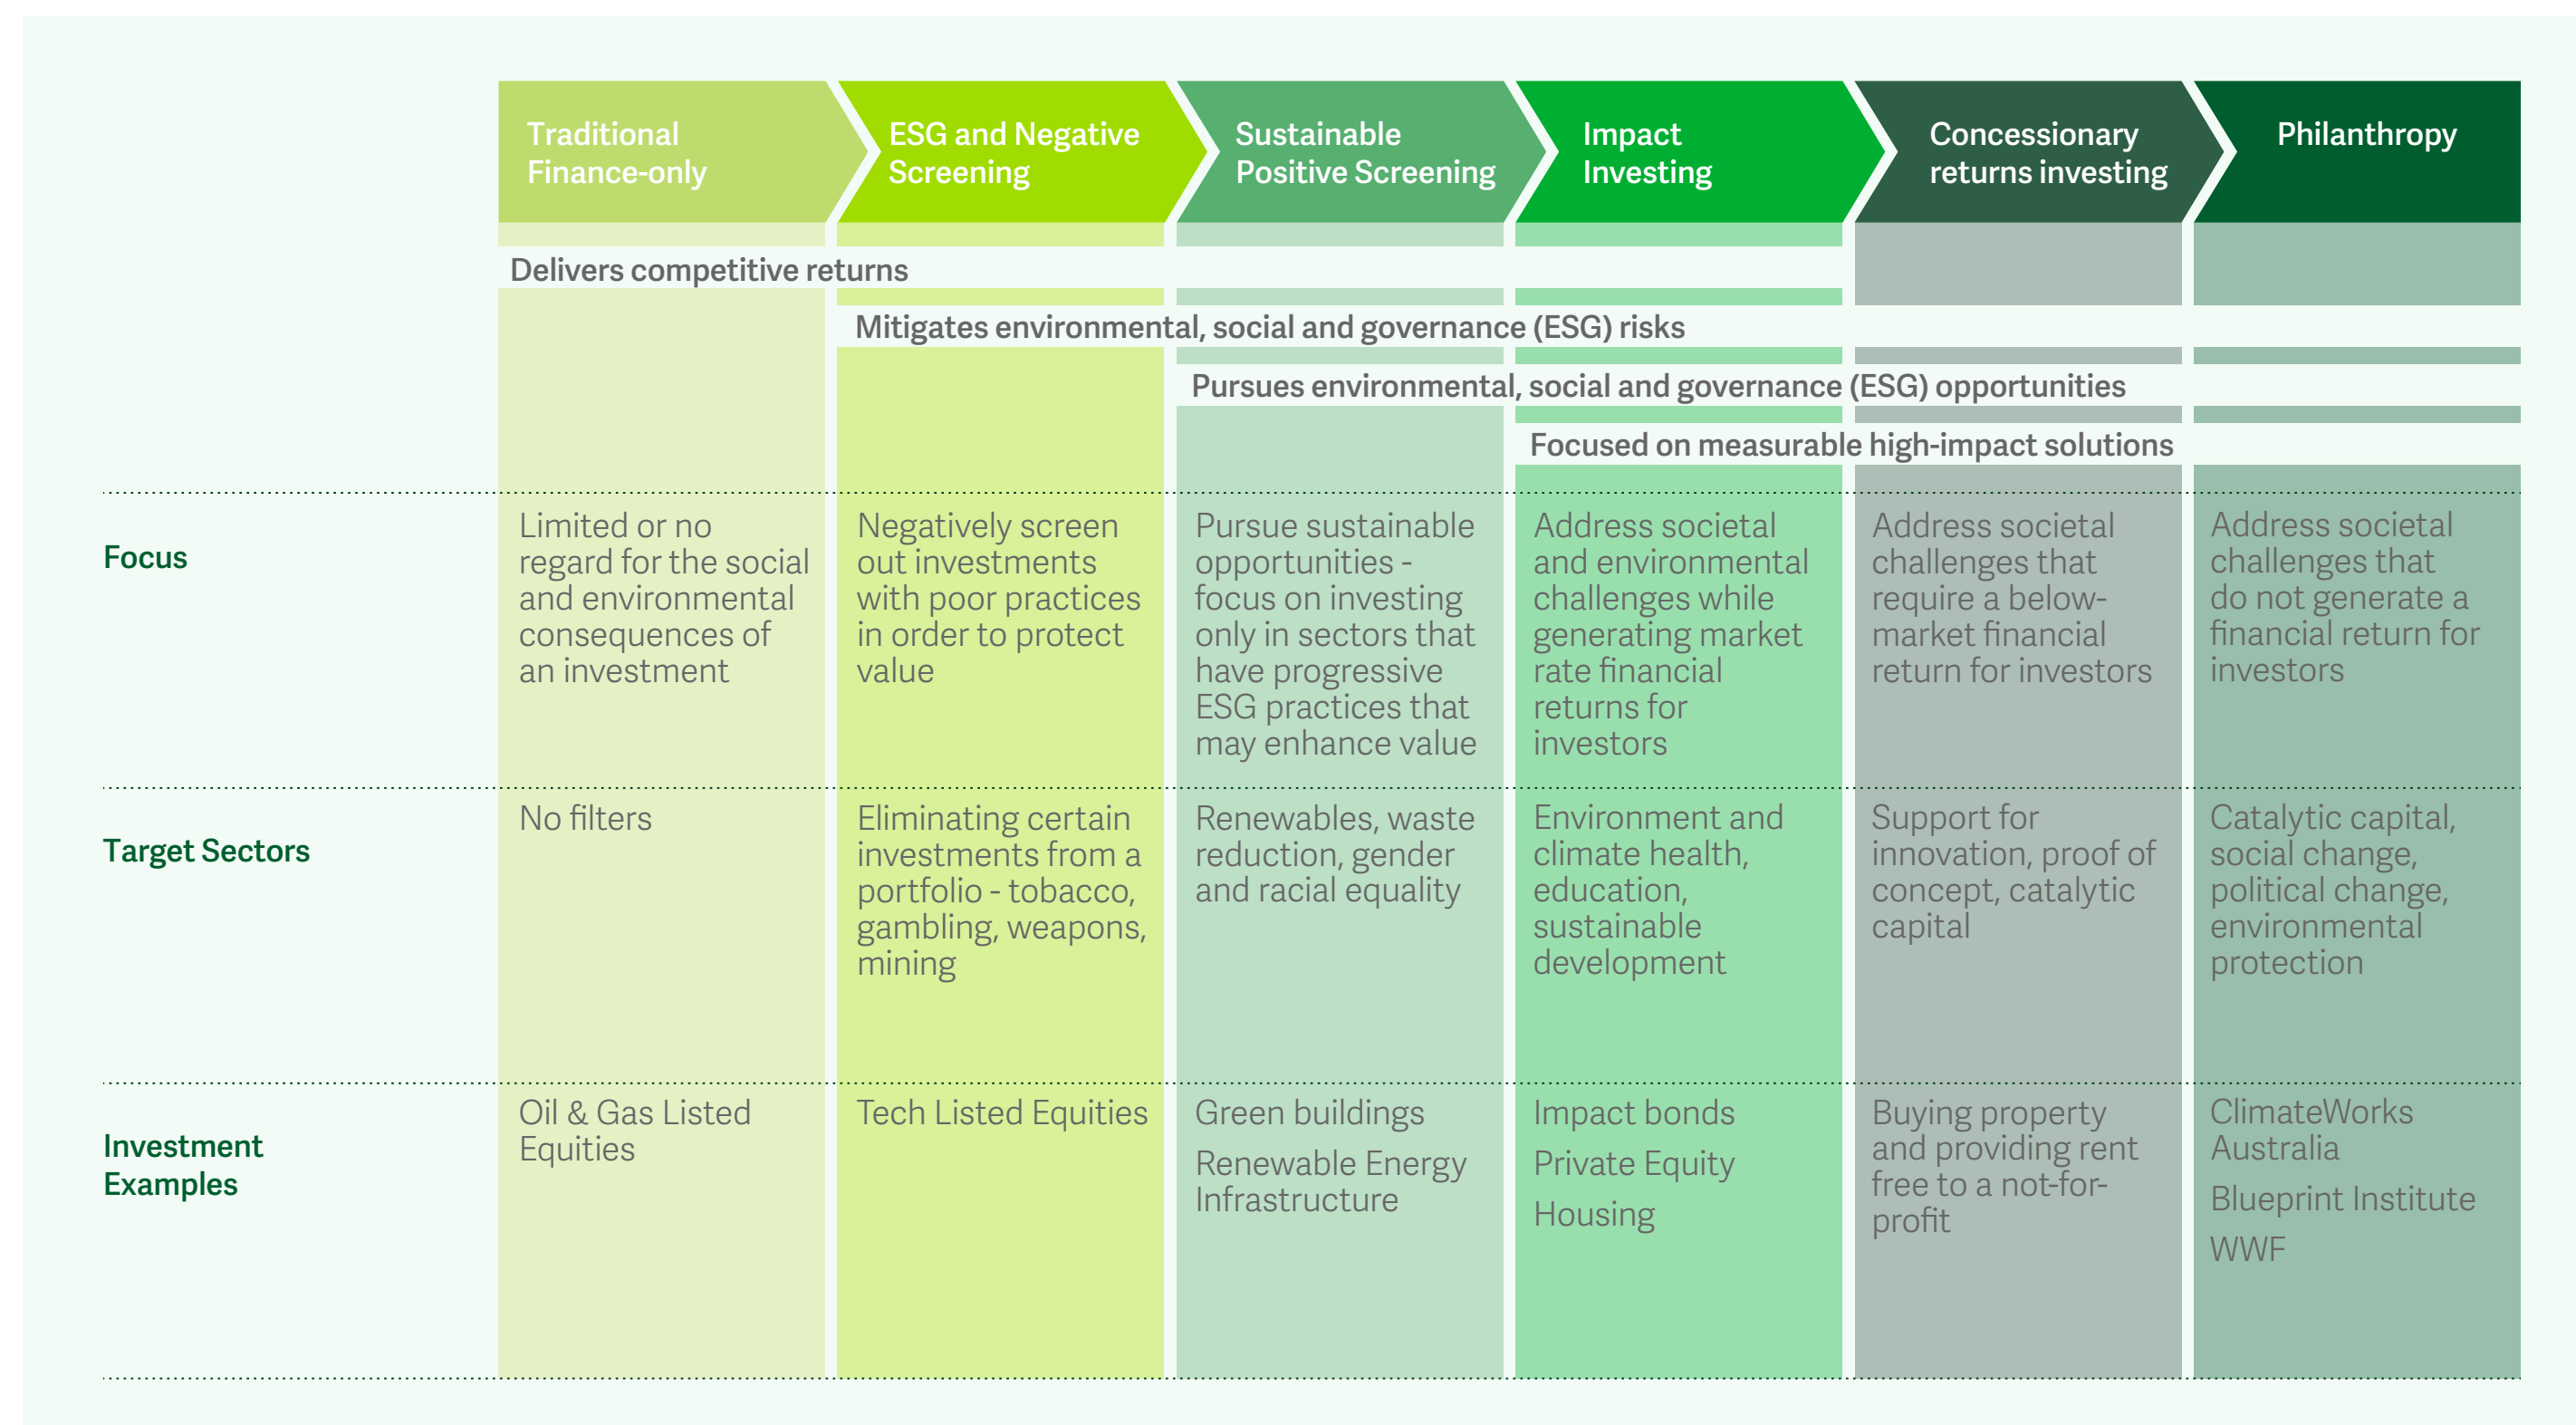 Traditional
Finance-only
ESG and Negative
Screening
Sustainable
Positive Screening
Impact
Investing
Concessionary
returns investing
Philanthropy
Delivers competitive returns
Mitigates environmental, social and governance (ESG) risks
Pursues environmental, social and governance (ESG) opportunities
Focused on measurable high-impact solutions
Focus
Limited or no
regard for the social
and environmental
consequences of
an investment
Negatively screen
out investments
with poor practices
in order to protect
value
Pursue sustainable
opportunities -
focus on investing
only in sectors that
have progressive
ESG practices that
may enhance value
Address societal
and environmental
challenges while
generating market
rate financial
returns for
investors
Address societal
challenges that
require a below-
market financial
return for investors
Address societal
challenges that
do not generate a
financial return for
investors
Target Sectors
No filters
Eliminating certain
investments from a
portfolio - tobacco,
gambling, weapons,
mining
Renewables, waste
reduction, gender
and racial equality
Environment and
climate health,
education,
sustainable
development
Support for
innovation, proof of
concept, catalytic
capital
Catalytic capital,
social change,
political change,
environmental
protection
Investment
Examples
Oil & Gas Listed
Equities
Tech Listed Equities
Green buildings
Renewable Energy
Infrastructure
Impact bonds
Private Equity
Housing
Buying property
and providing rent
free to a not-for-
profit
ClimateWorks
Australia
Blueprint Institute
WWF